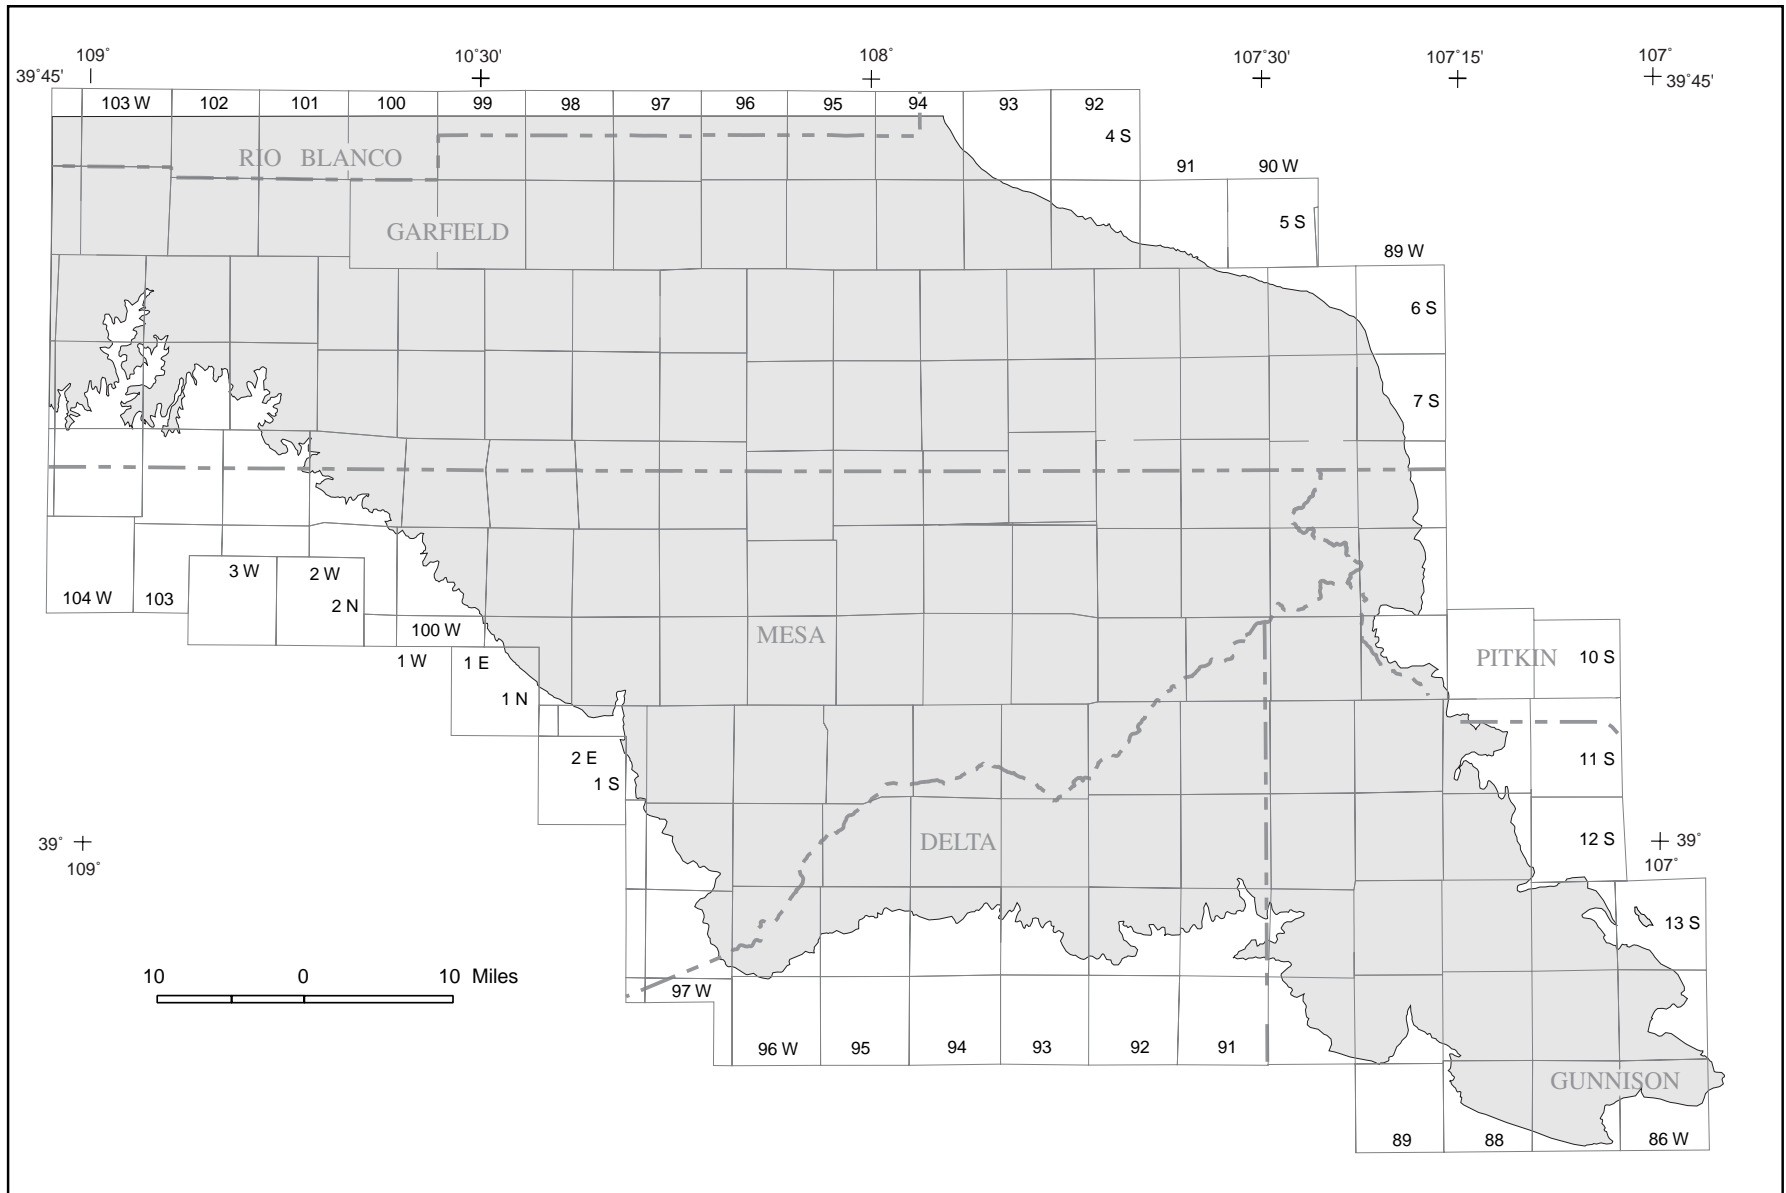 109˚ 10˚30' 108˚ 107˚30' 107˚15' 107˚
39˚45' 39˚45'
103 W 102 101 100 99 98 97 96 95 94 93 92
4 S
RIO BLANCO
91 90 W
5 S
GARFIELD
89 W
6 S
7 S
3 W 2 W
104 W 103 2 N
100 W
MESA
1 W 1 E
PITKIN 10 S
1 N
2 E 11 S
1 S
39˚ DELTA 12 S 39˚
109˚ 107˚
13 S
10 0 10 Miles
97 W
96 W 95 94 93 92 91
GUNNISON
89 88 86 W